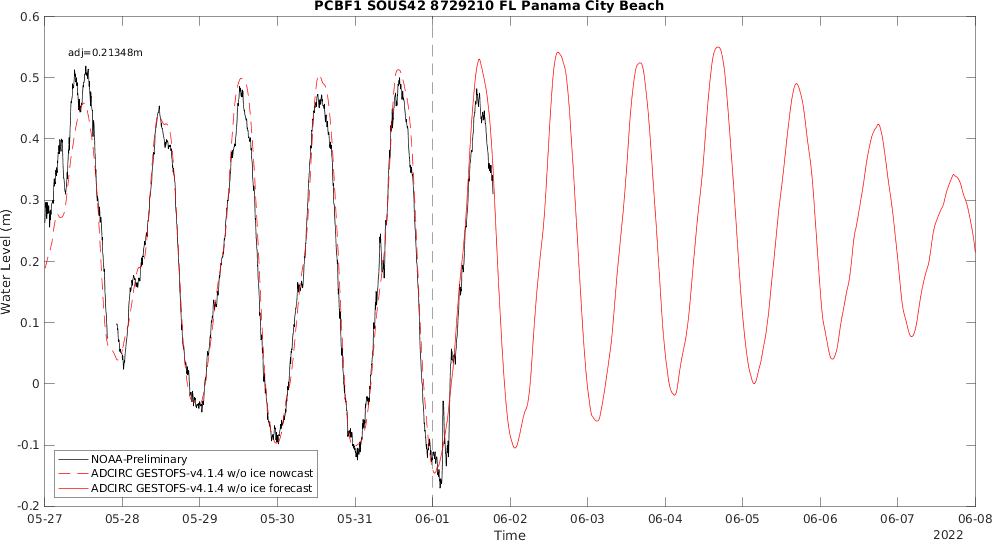 PCBF1 SOUS42 8729210 FL Panama City Beach
adj=0.21348m
0.6
0.5
0.4
0.3
0.2
0.1
0
-0.1
-0.2
Water Level (m)
NOAA-Preliminary
ADCIRC GESTOFS-v4.1.4 w/o ice nowcast
ADCIRC GESTOFS-v4.1.4 w/o ice forecast
05-27 05-28 05-29 05-30 05-31 06-01 06-02 06-03 06-04 06-05 06-06 06-07 06-08
Time
2022